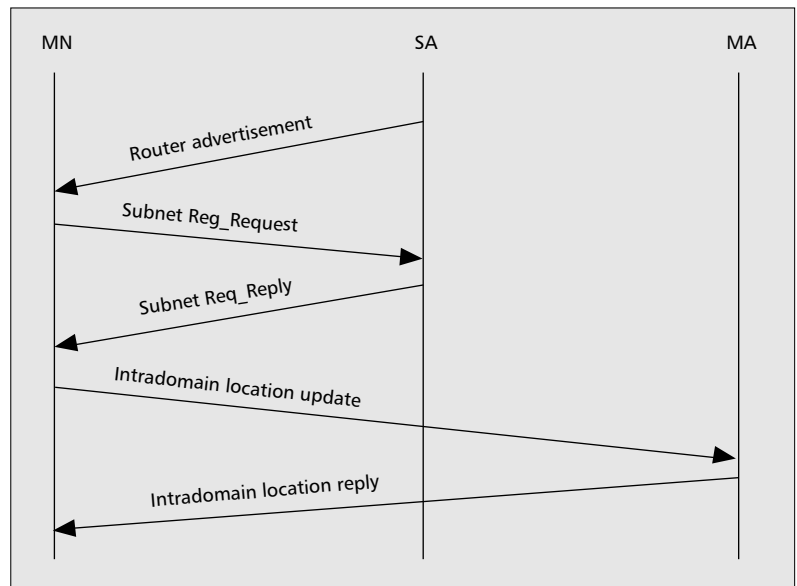 MN
SA
MA
Router advertisement
Subnet Reg_Request
Subnet Req_Reply
Intradomain location update
Intradomain location reply